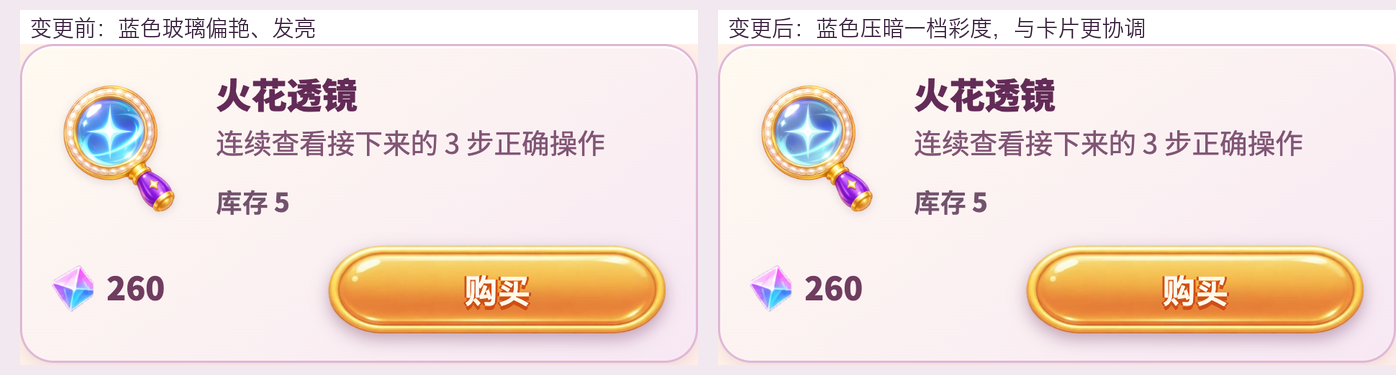 变更前：蓝色玻璃偏艳、发亮
火花透镜
连续查看接下来的 3 步正确操作
库存 5
260
购买
变更后：蓝色压暗一档彩度，与卡片更协调
火花透镜
连续查看接下来的 3 步正确操作
库存 5
260
购买